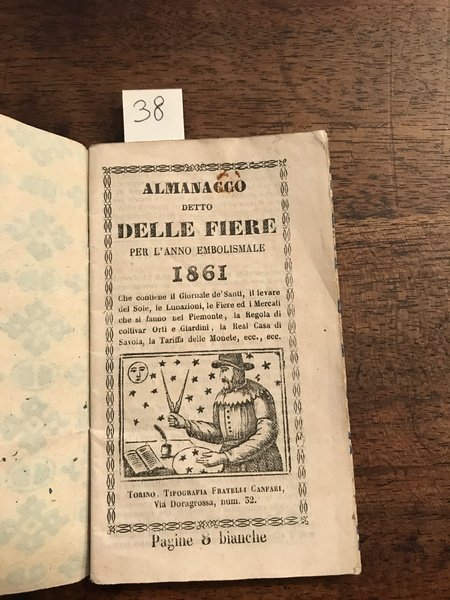 38
ALMANACCO
DETTO
DELLE FIERE
PER L'ANNO EMBOLISMALE
1861
Che contiene il Giornale de' Santi, il levare
del Sole, le Lunazioni, le Fiere ed i Mercati
che si fanno nel Piemonte, la Regola di
coltivar Orti e Giardini, la Real Casa di
Savoia, la Tariffa delle Monete, ecc., ecc.
TORINO, TIPOGRAFIA FRATELLI CANFARI,
Via Doragrossa, num. 32.
Pagine 8 bianche